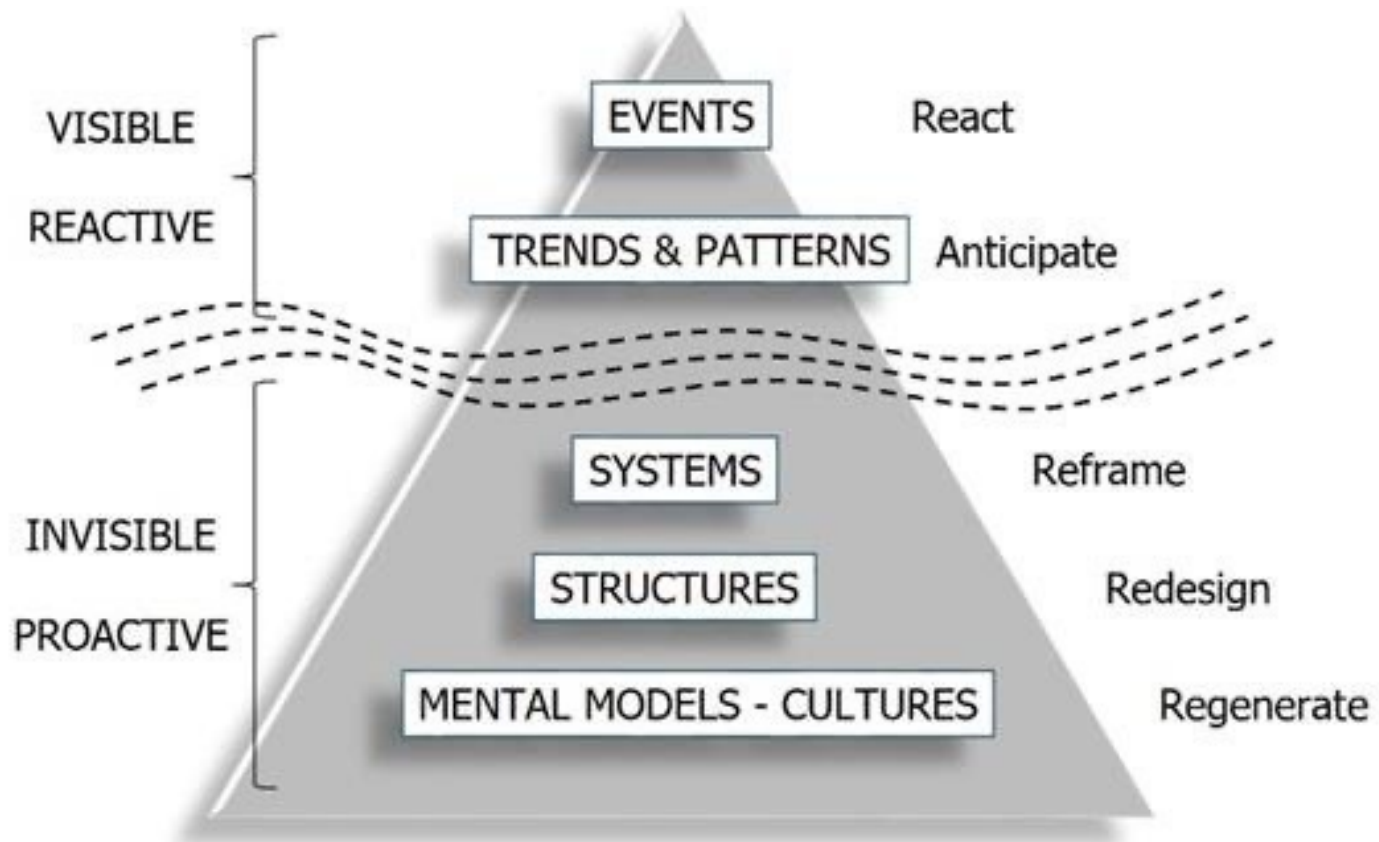 EVENTS React
VISIBLE
REACTIVE
TRENDS & PATTERNS Anticipate
SYSTEMS Reframe
INVISIBLE
STRUCTURES Redesign
PROACTIVE
MENTAL MODELS - CULTURES Regenerate